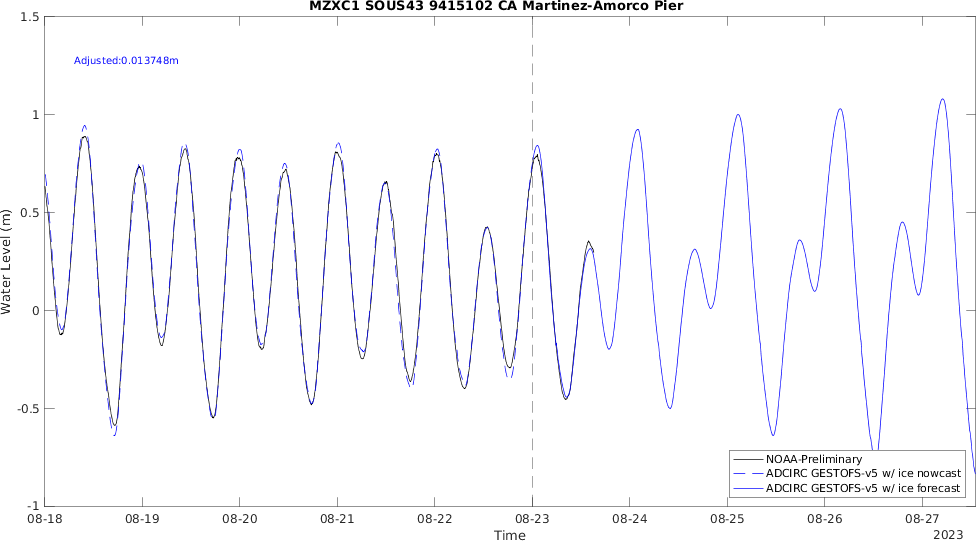 MZXC1 SOUS43 9415102 CA Martinez-Amorco Pier
Adjusted:0.013748m
Water Level (m)
1.5
1
0.5
0
-0.5
-1
NOAA-Preliminary
ADCIRC GESTOFS-v5 w/ ice nowcast
ADCIRC GESTOFS-v5 w/ ice forecast
08-18 08-19 08-20 08-21 08-22 08-23 08-24 08-25 08-26 08-27
Time
2023